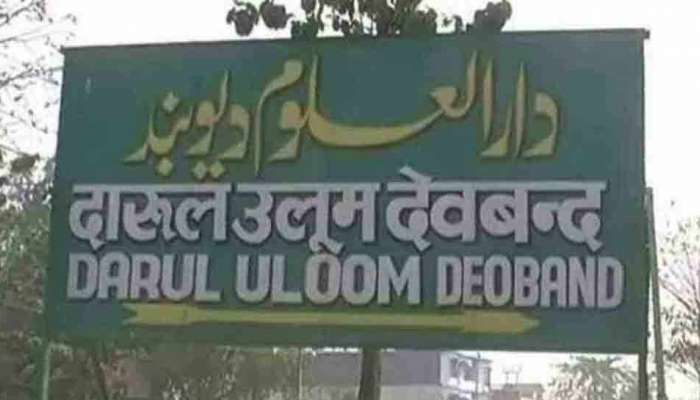 دارالعلوم دیوبند
दारूल उलूम देवबन्द
DARUL ULOOM DEOBAND